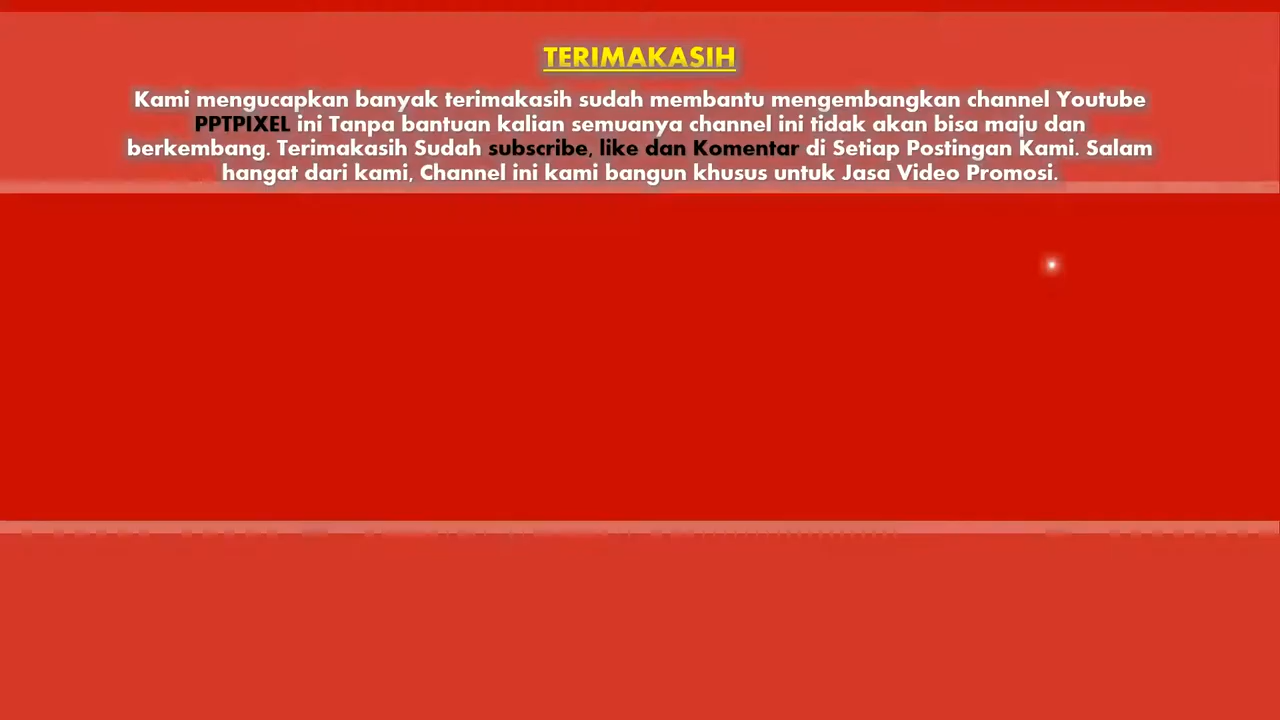 TERIMAKASIH
Kami mengucapkan banyak terimakasih sudah membantu mengembangkan channel Youtube
PPTPIXEL ini Tanpa bantuan kalian semuanya channel ini tidak akan bisa maju dan
berkembang. Terimakasih Sudah subscribe, like dan Komentar di Setiap Postingan Kami. Salam
hangat dari kami, Channel ini kami bangun khusus untuk Jasa Video Promosi.